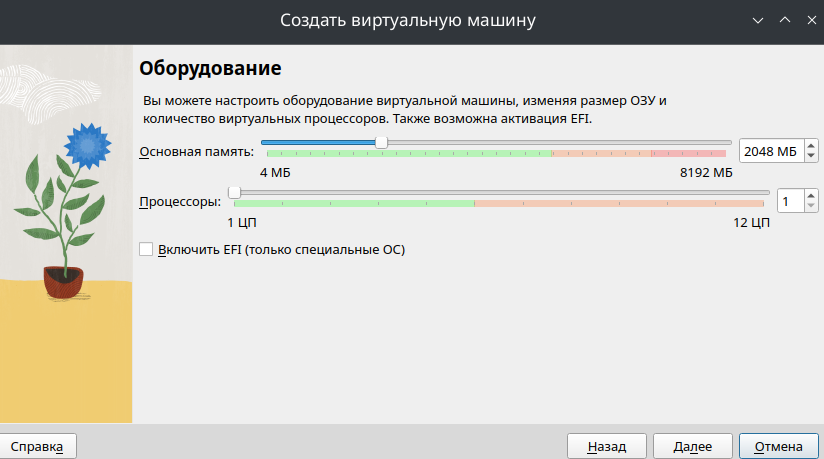 Создать виртуальную машину
Оборудование
Вы можете настроить оборудование виртуальной машины, изменяя размер ОЗУ и
количество виртуальных процессоров. Также возможна активация EFI.
Основная память: 2048 МБ
4 МБ 8192 МБ
Процессоры: 1
1 ЦП 12 ЦП
Включить EFI (только специальные ОС)
Справка Назад Далее Отмена